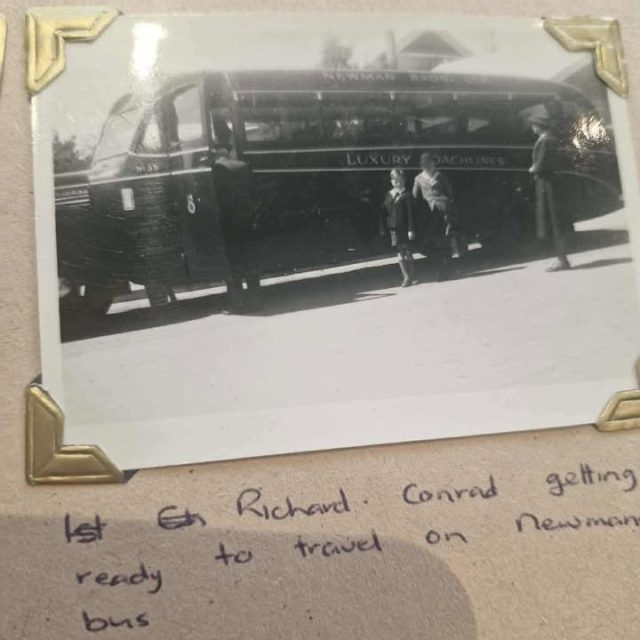 NEWMAN
LUXURY COACHLINES
1st Richard. Conrad getting
ready to travel on Newman
bus